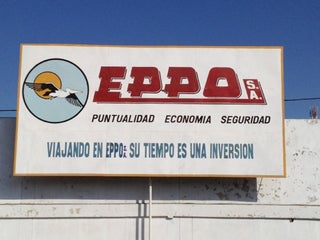 EPPO S.A.
PUNTUALIDAD ECONOMIA SEGURIDAD
VIAJANDO EN EPPO S.A. SU TIEMPO ES UNA INVERSION